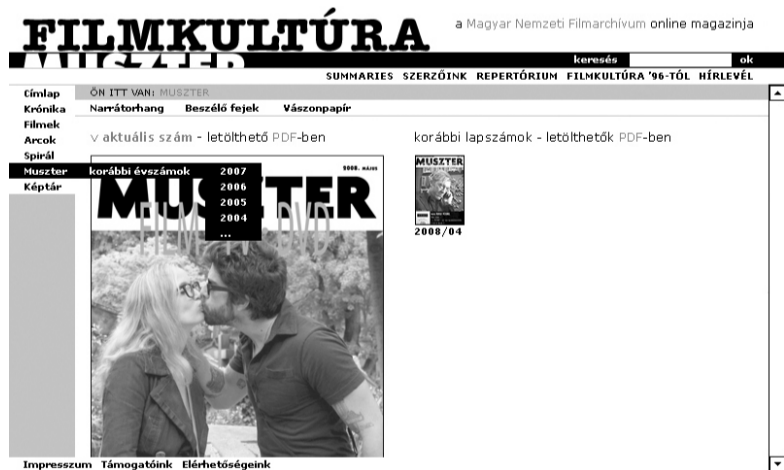 FILMKULTÚRA
a Magyar Nemzeti Filmarchívum online magazinja
MUSZTER
keresés ok
SUMMARIES SZERZŐINK REPERTÓRIUM FILMKULTÚRA '96-TÓL HÍRLEVÉL
Címlap
Krónika
Filmek
Arcok
Spirál
Muszter
Képtár
ÖN ITT VAN: MUSZTER
Narrátorhang Beszélő fejek Vászonpapír
v aktuális szám - letölthető PDF-ben
korábbi évszámok
2007
2006
2005
2004
...
2008. MÁJUS
MUSZTER
korábbi lapszámok - letölthetők PDF-ben
MUSZTER
2008/04
Impresszum Támogatóink Elérhetőségeink